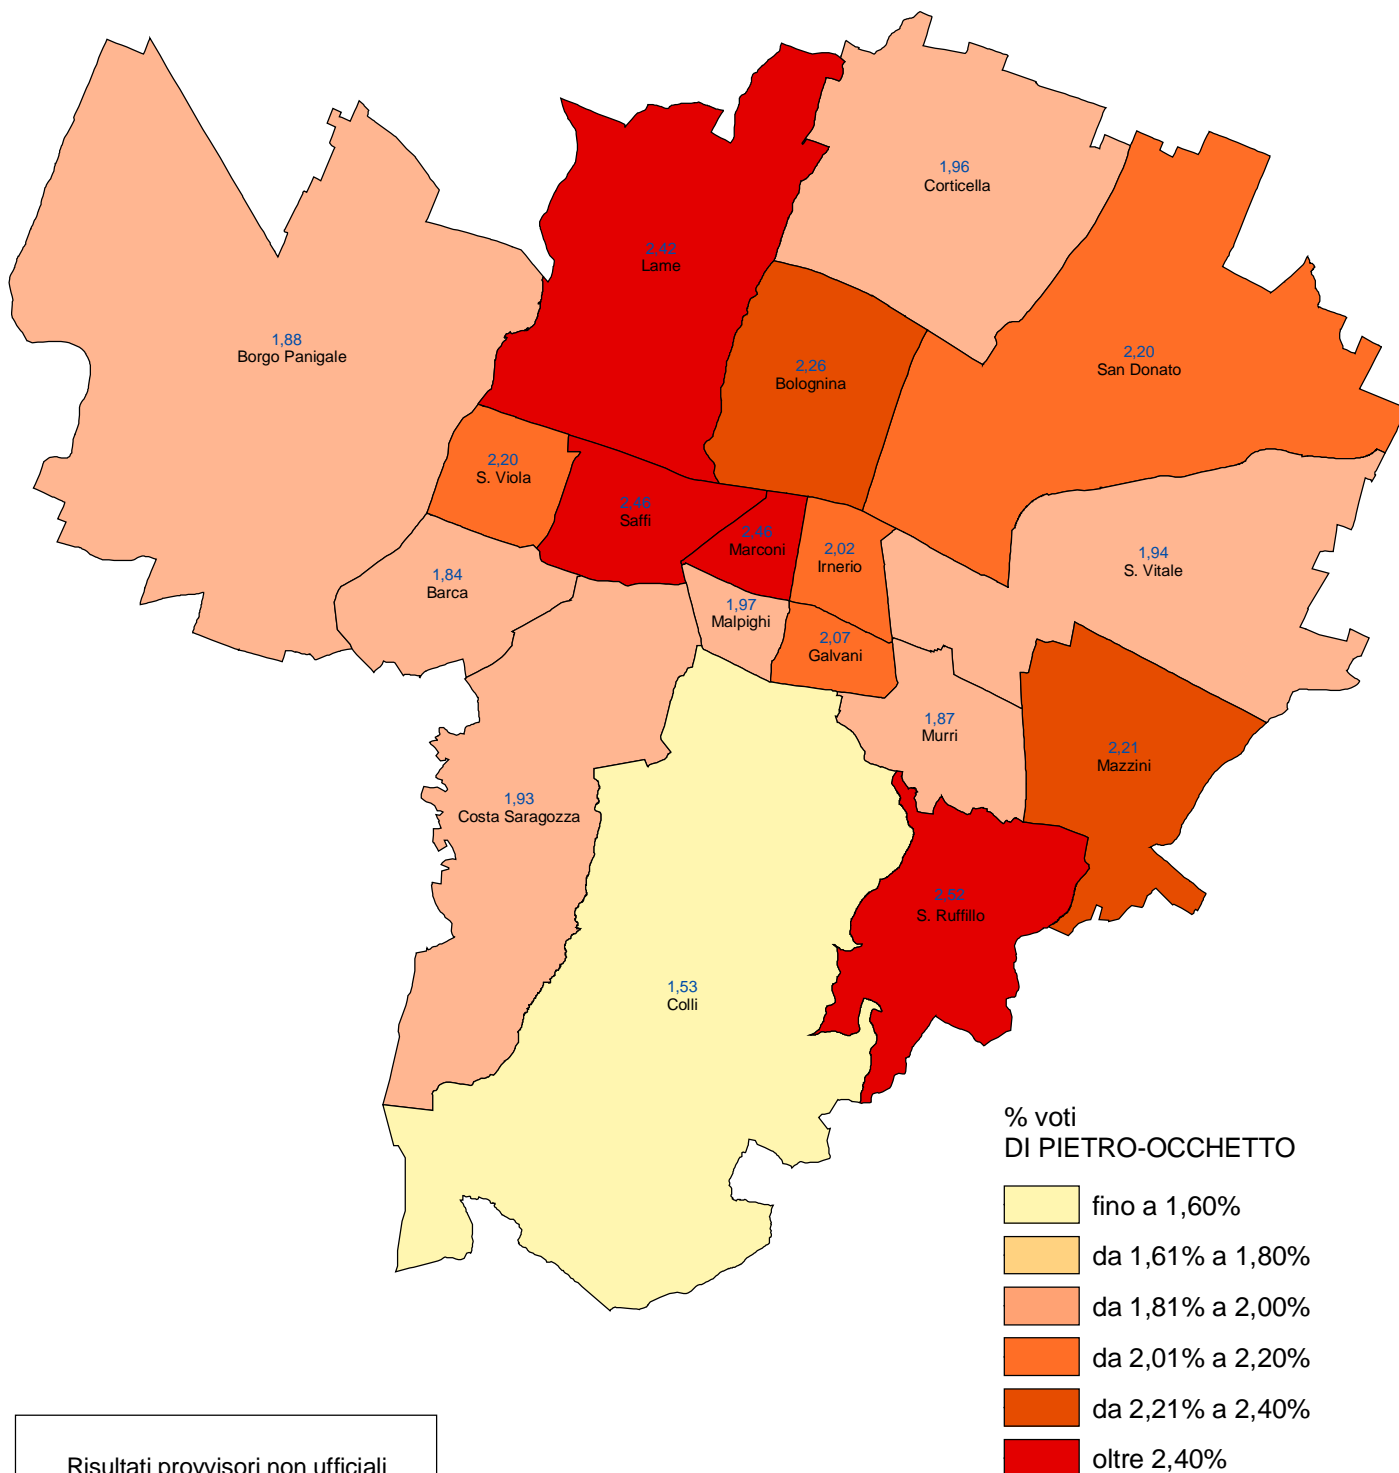 1,96
Corticella
2,42
Lame
1,88
Borgo Panigale
2,26
Bolognina
2,20
San Donato
2,20
S. Viola
2,46
Saffi
2,46
Marconi
2,02
Irnerio
1,94
S. Vitale
1,84
Barca
1,97
Malpighi
2,07
Galvani
1,87
Murri
2,21
Mazzini
1,93
Costa Saragozza
2,52
S. Ruffillo
1,53
Colli
% voti
DI PIETRO-OCCHETTO
fino a 1,60%
da 1,61% a 1,80%
da 1,81% a 2,00%
da 2,01% a 2,20%
da 2,21% a 2,40%
oltre 2,40%
Risultati provvisori non ufficiali